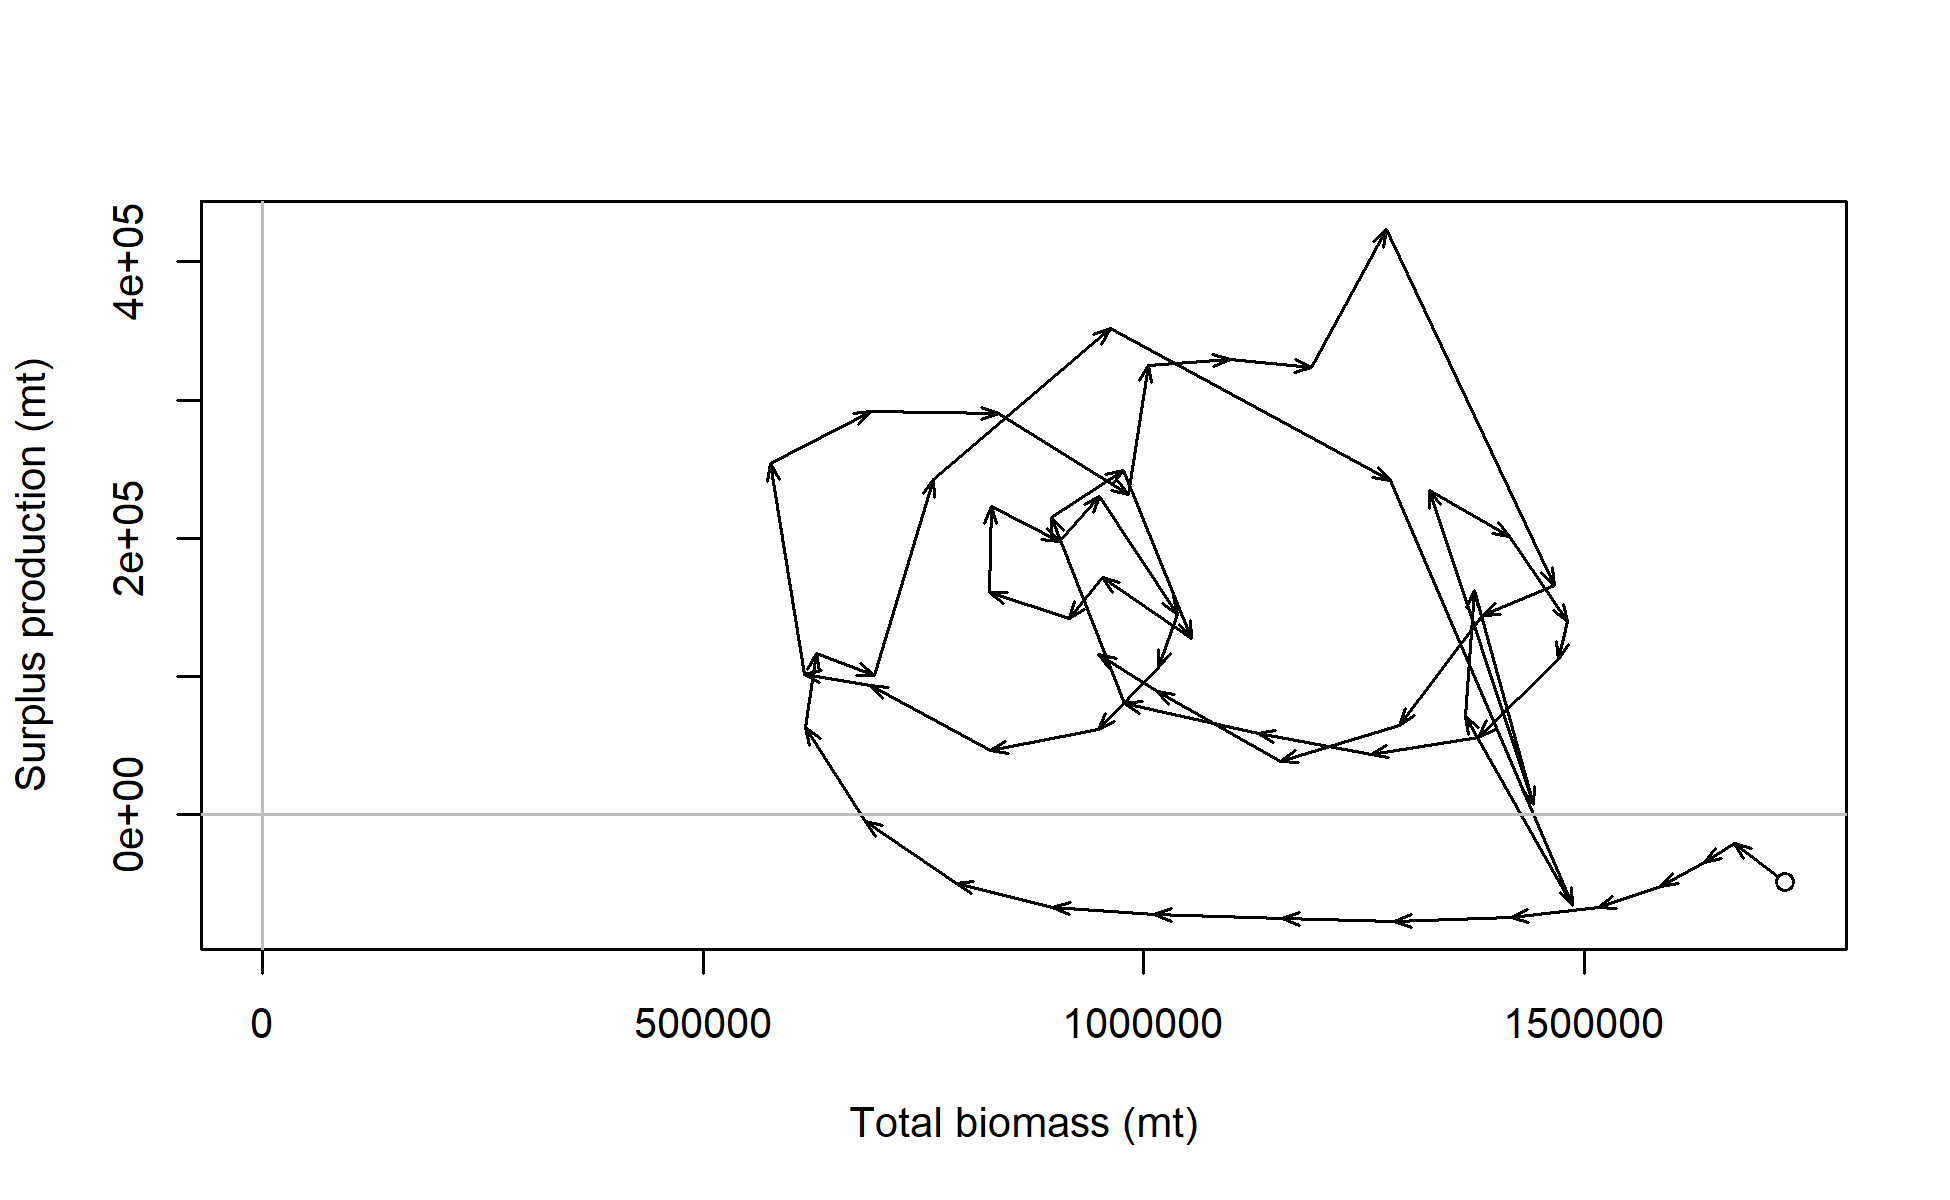 4e+05
2e+05
0e+00
Surplus production (mt)
0 500000 1000000 1500000
Total biomass (mt)